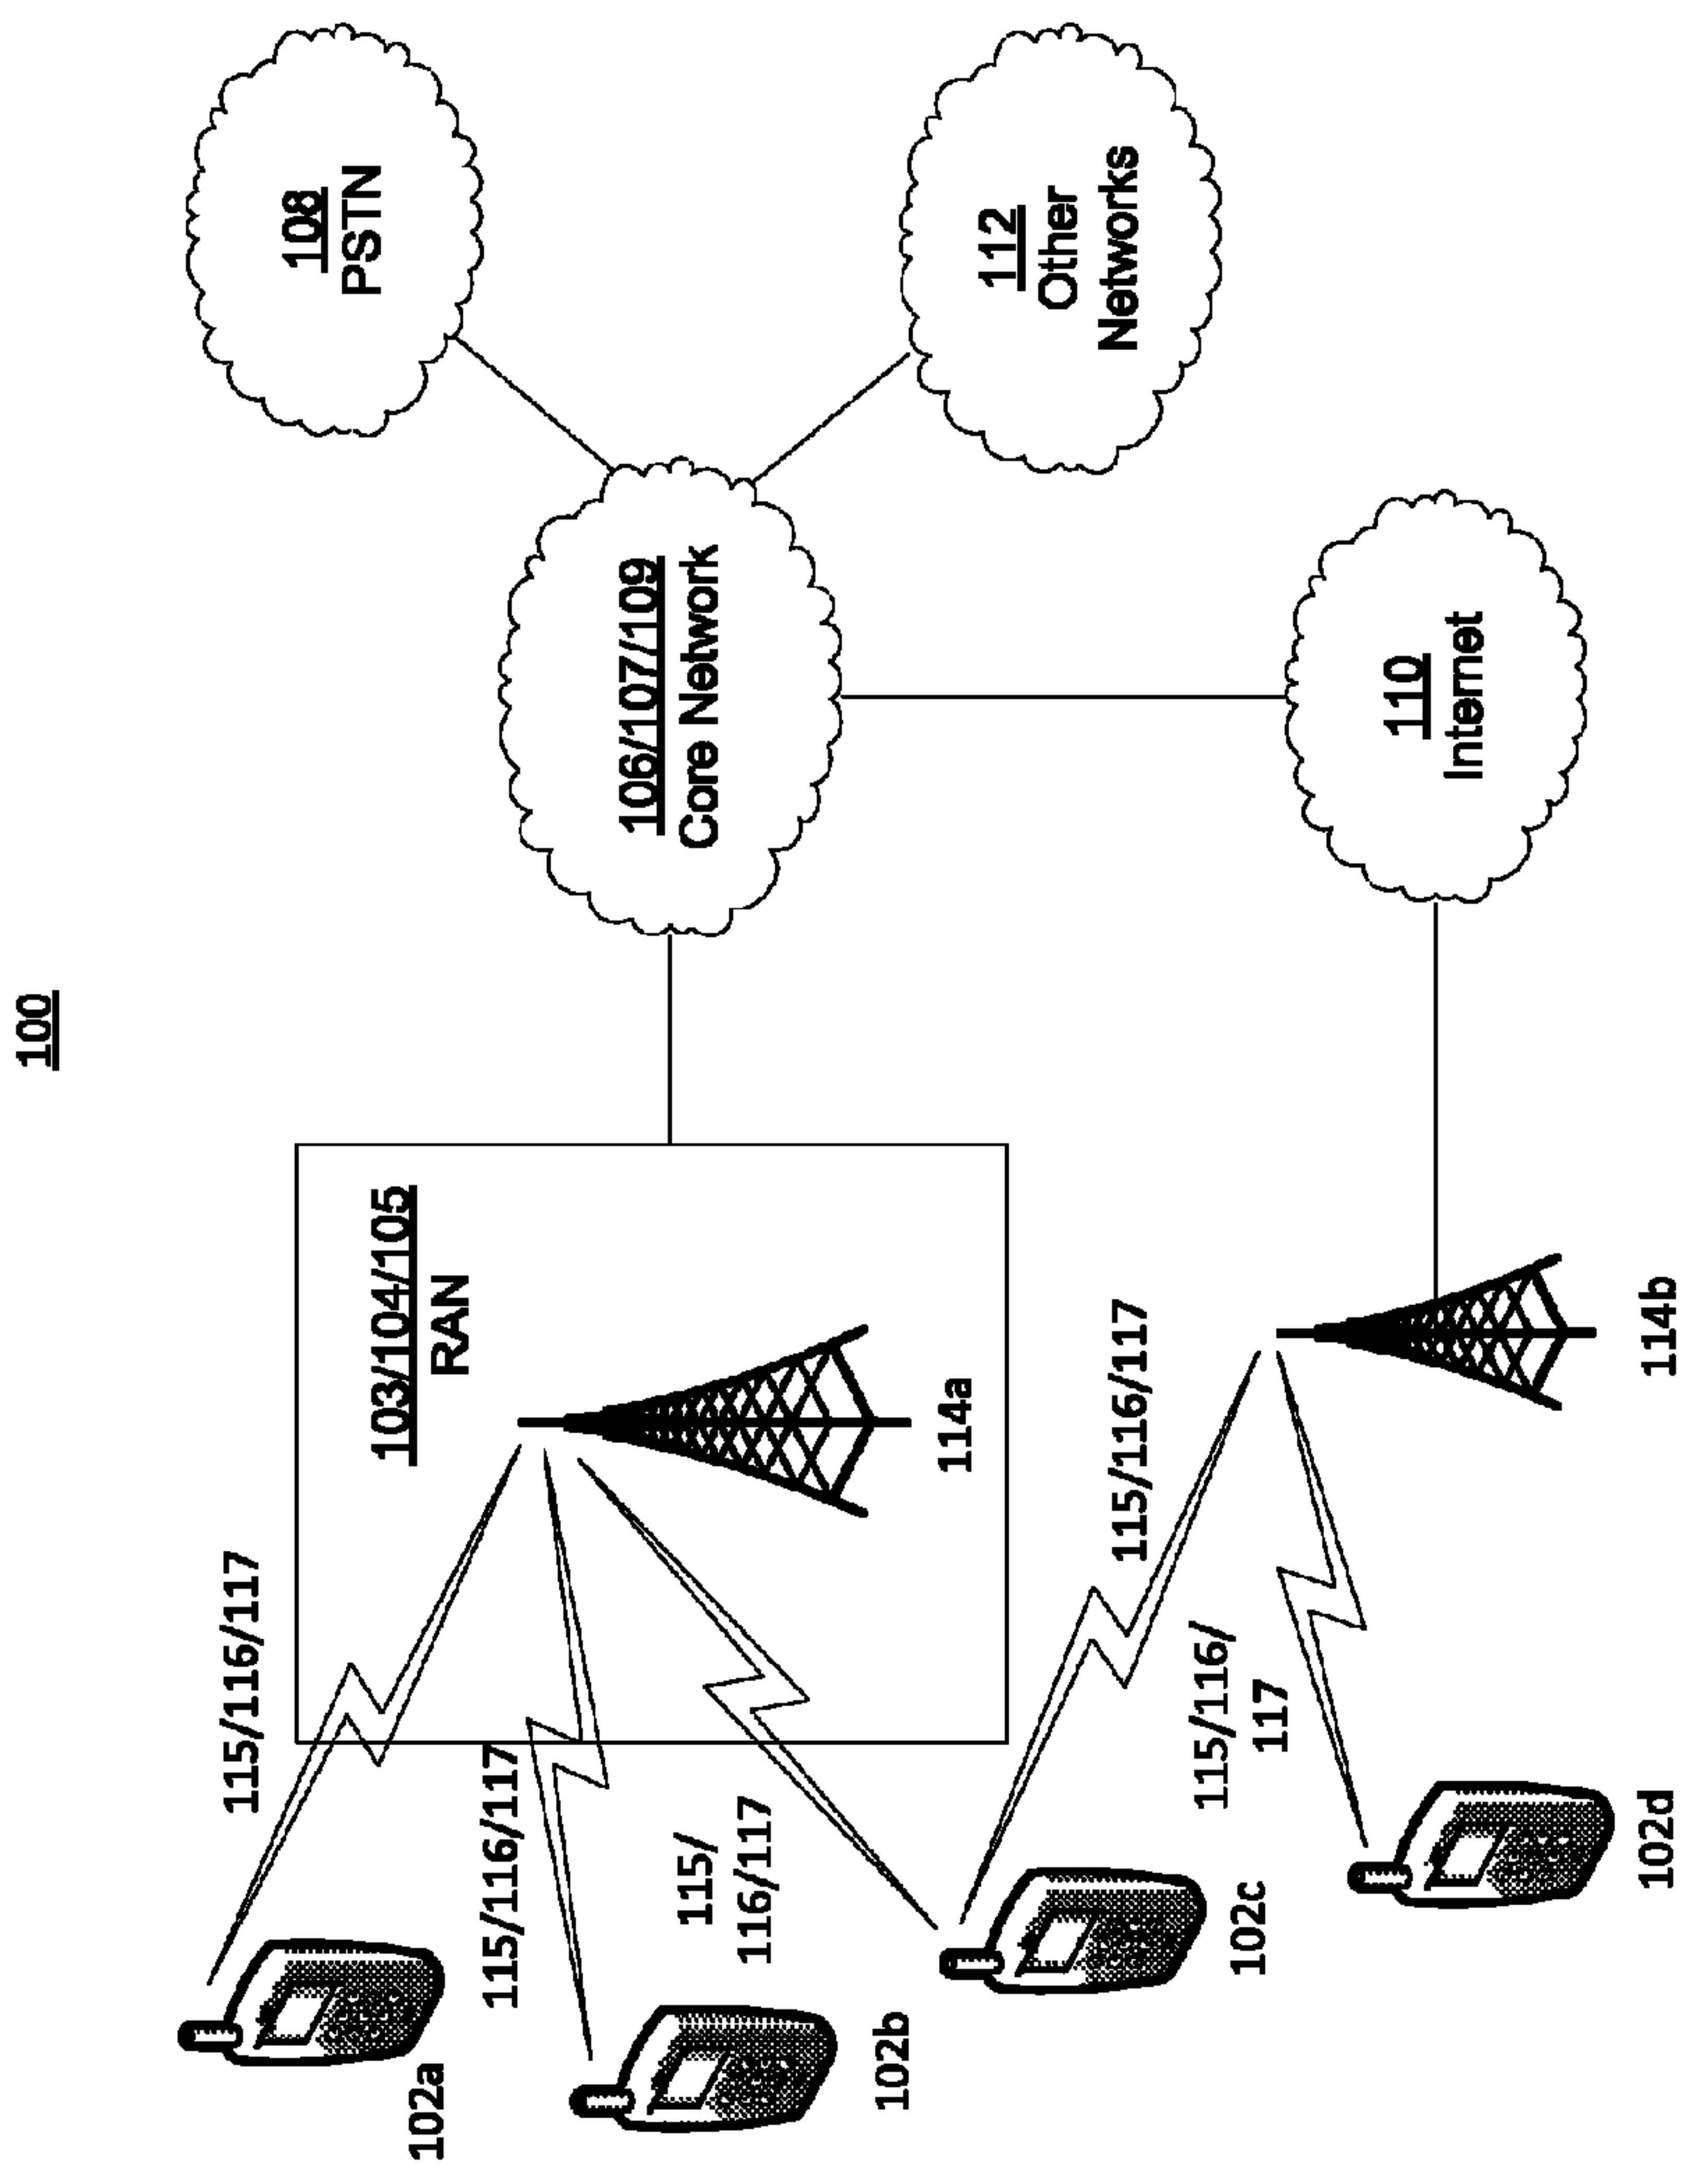 100
103/104/105
RAN
114a
106/107/109
Core Network
108
PSTN
112
Other
Networks
110
Internet
114b
102a
102b
102c
102d
115/116/117
115/116/117
115/
116/117
115/116/117
115/116/
117